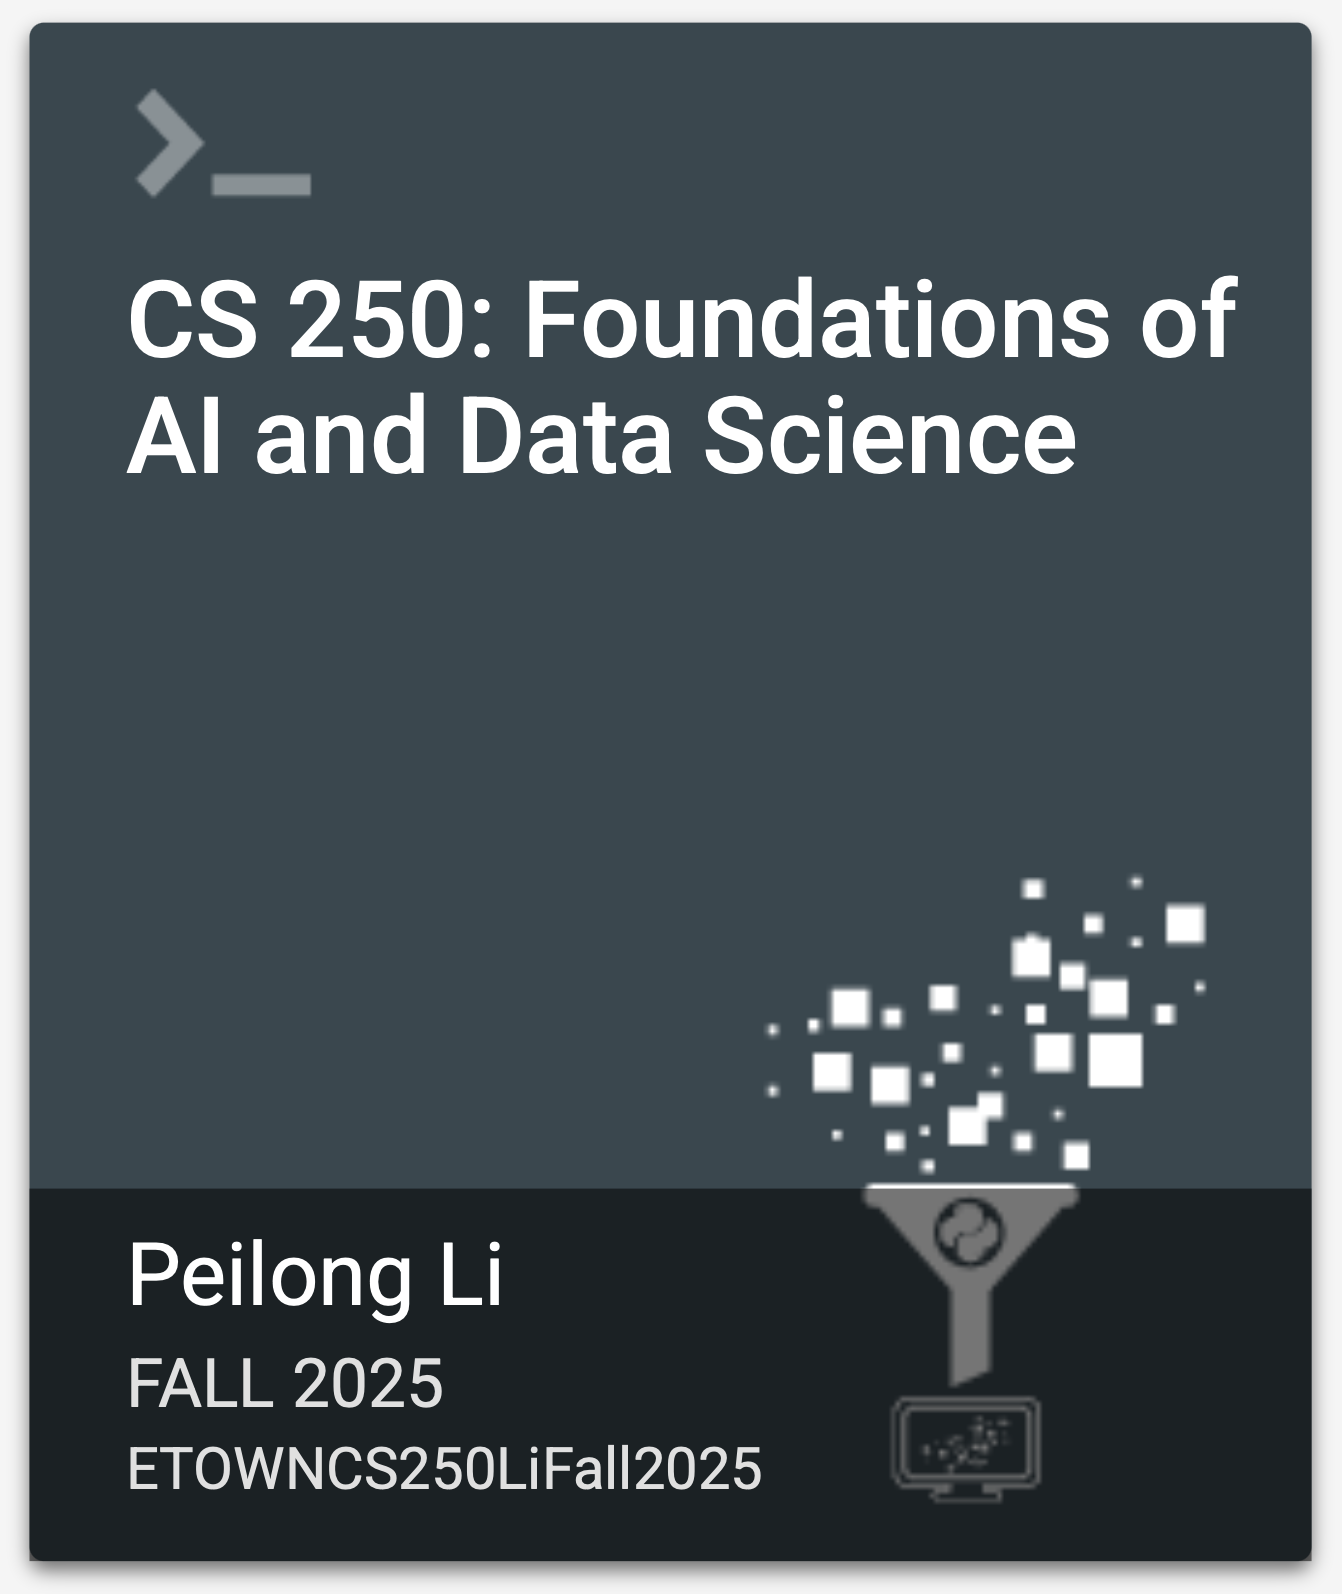 CS 250: Foundations of
AI and Data Science
Peilong Li
FALL 2025
ETOWNCS250LiFall2025